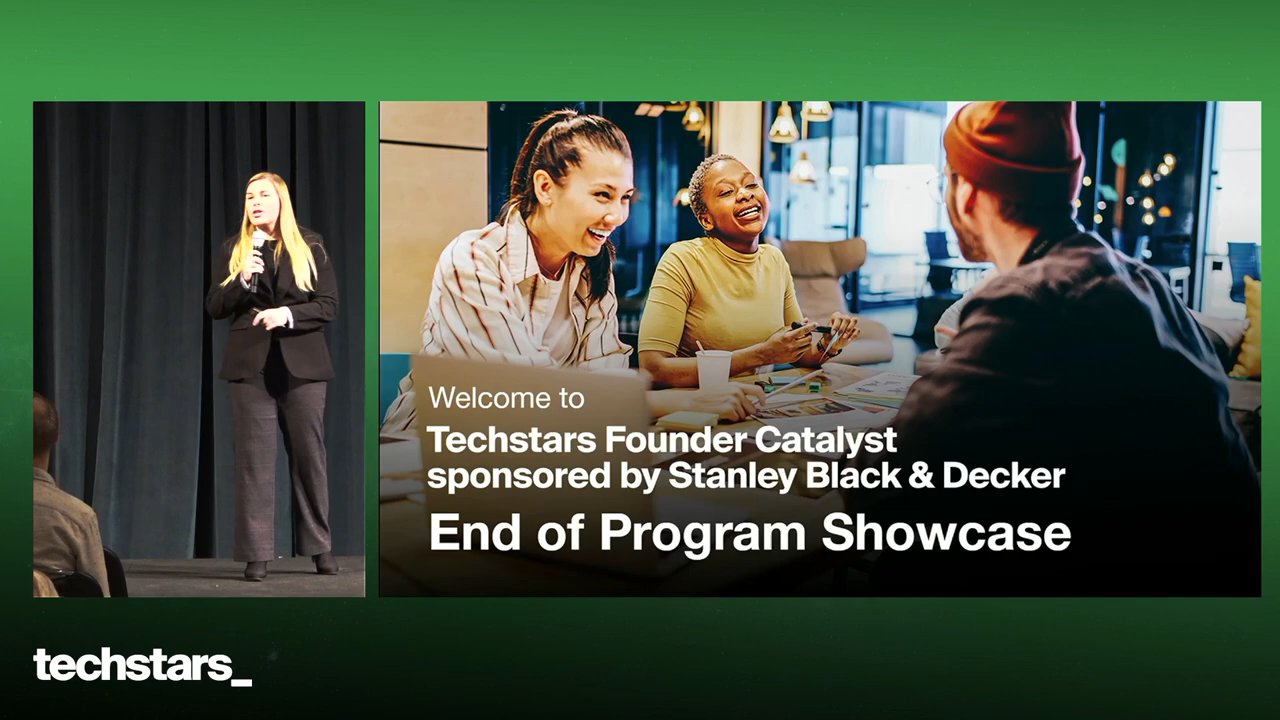 Welcome to
Techstars Founder Catalyst
sponsored by Stanley Black & Decker
End of Program Showcase
techstars_